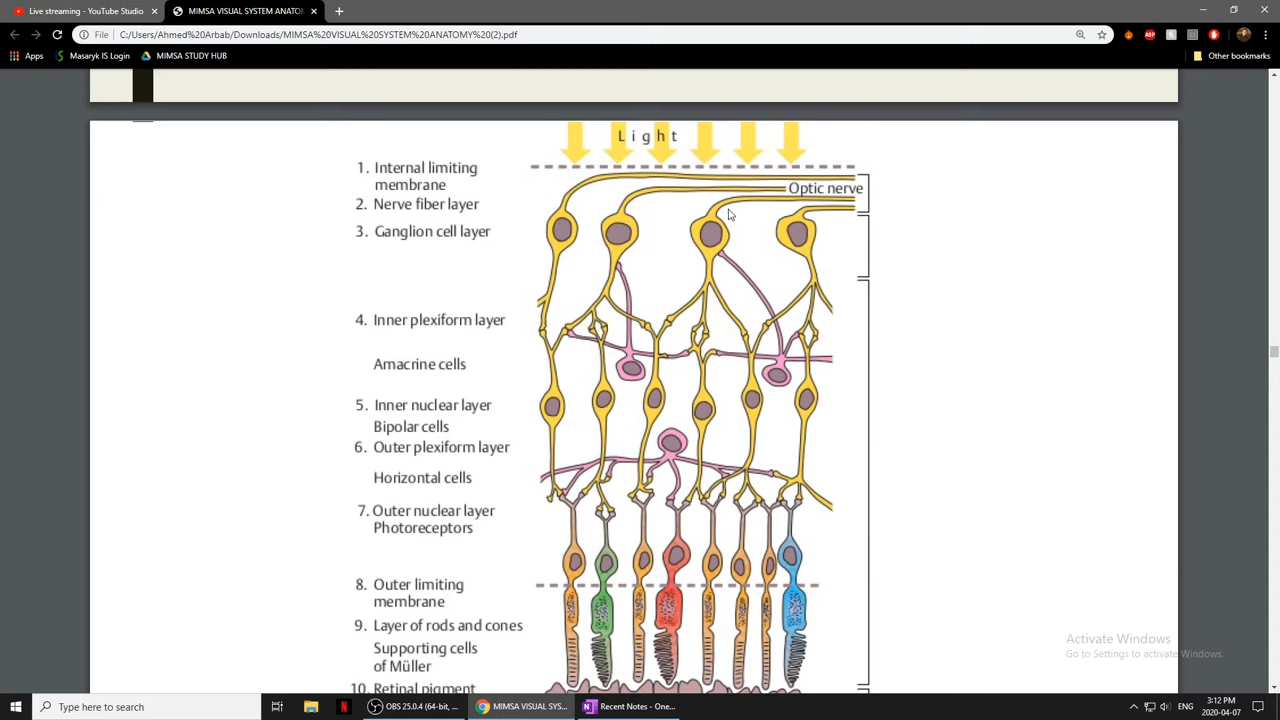 Live streaming - YouTube Studio
MIMSA VISUAL SYSTEM ANATOM
File
C:/Users/Ahmed%20Arbab/Downloads/MIMSA%20VISUAL%20SYSTEM%20ANATOMY%20(2).pdf
ABP
Apps
Masaryk IS Login
MIMSA STUDY HUB
Other bookmarks
Light
1. Internal limiting
membrane
Optic nerve
2. Nerve fiber layer
3. Ganglion cell layer
4. Inner plexiform layer
Amacrine cells
5. Inner nuclear layer
Bipolar cells
6. Outer plexiform layer
Horizontal cells
7. Outer nuclear layer
Photoreceptors
8. Outer limiting
membrane
9. Layer of rods and cones
Supporting cells
of Müller
10. Retinal pigment
Activate Windows
Go to Settings to activate Windows.
Type here to search
OBS 25.0.4 (64-bit, ...
MIMSA VISUAL SYS...
Recent Notes - One...
ENG
3:12 PM
2020-04-07